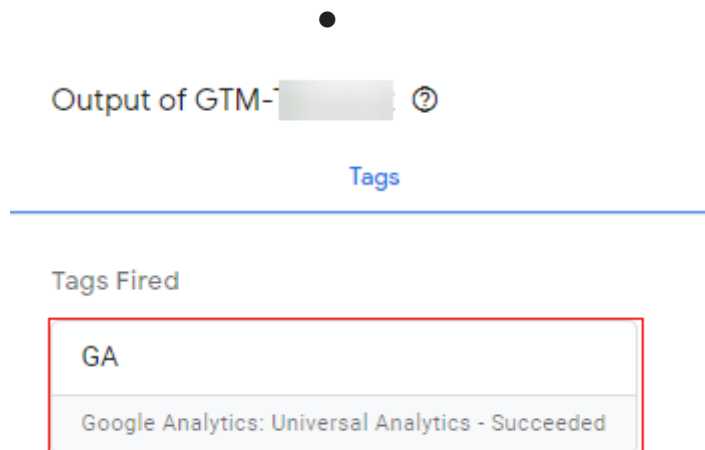 Output of GTM-
Tags
Tags Fired
GA
Google Analytics: Universal Analytics - Succeeded